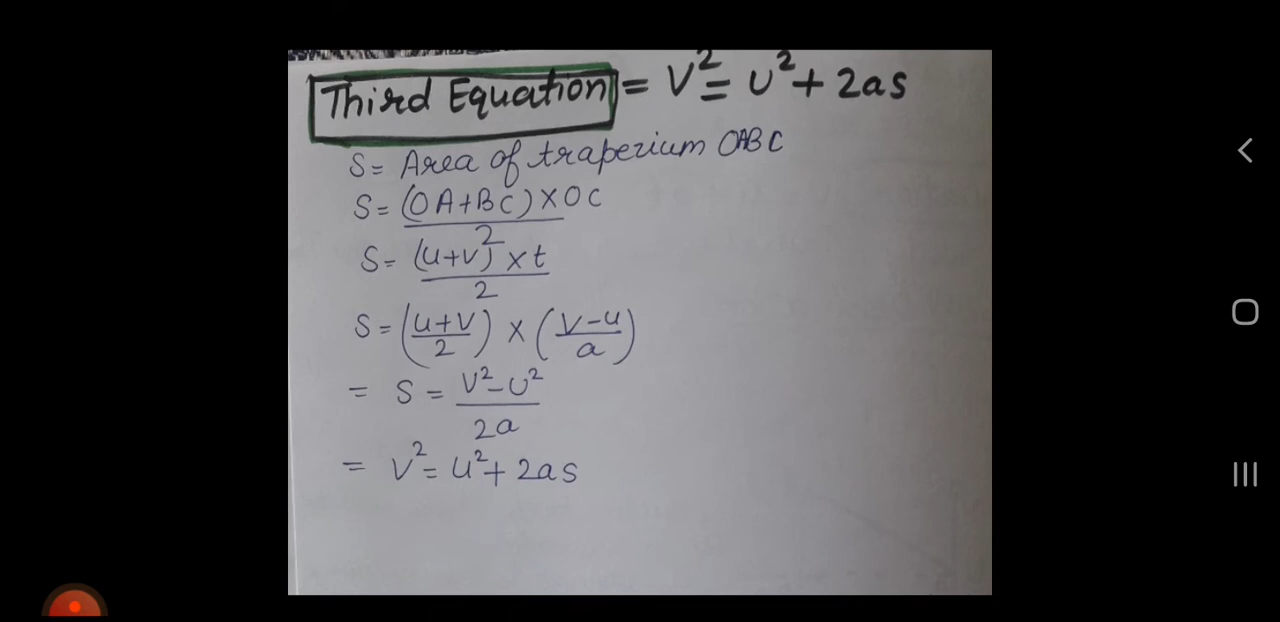 Third Equation = V² = U² + 2as
S = Area of traperium OABC
S = (OA+BC) × OC / 2
S = (u+v) × t / 2
S = (u+v / 2) × (v-u / a)
= S = V²-U² / 2a
= V² = U² + 2as